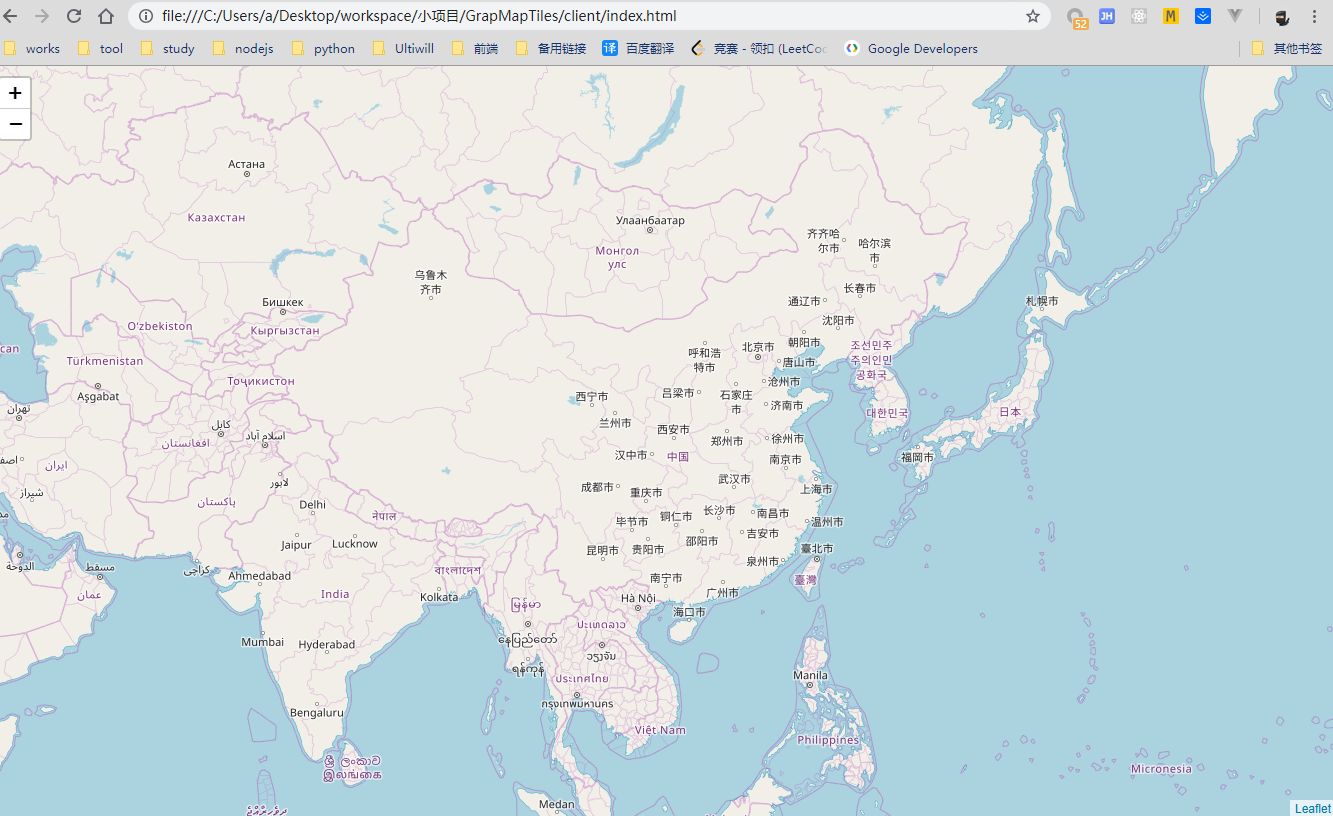 file:///C:/Users/a/Desktop/workspace/小项目/GrapMapTiles/client/index.html
52
JH
M
works
tool
study
nodejs
python
Ultiwill
前端
备用链接
译 百度翻译
竞赛 - 领扣 (LeetCo
Google Developers
其他书签
+
−
Астана
Казахстан
Улаанбаатар
Монгол
улс
齐齐哈
尔市
哈尔滨
市
乌鲁木
齐市
长春市
通辽市
Бишкек
札幌市
O'zbekiston
Кыргызстан
沈阳市
朝阳市
조선민주
주의인민
공화국
can
Türkmenistan
呼和浩
特市
北京市
唐山市
Тоҷикистон
沧州市
Aşgabat
西宁市
吕梁市
石家庄
市
济南市
تهران
대한민국
日本
兰州市
کابل
اسلام آباد
افغانستان
西安市
郑州市
徐州市
汉中市
中国
福岡市
اصف
ایران
南京市
لاہور
شیراز
成都市
重庆市
武汉市
上海市
پاکستان
Delhi
नेपाल
毕节市
铜仁市
长沙市
南昌市
温州市
Jaipur
Lucknow
昆明市
贵阳市
邵阳市
吉安市
臺北市
الدوحة
مسقط
کراچی
Ahmedabad
বাংলাদেশ
泉州市
南宁市
臺灣
عمان
India
Kolkata
မြန်မာ
Hà Nội
广州市
海口市
Mumbai
Hyderabad
နေပြည်တော်
ປະເທດລາວ
ວຽງຈັນ
ရန်ကုန်
ประเทศไทย
Manila
กรุงเทพมหานคร
Bengaluru
Việt Nam
Philippines
ශ්‍රී ලංකාව
இலங்கை
Micronesia
ދިވެހިރާއްޖެ
Medan
Leaflet